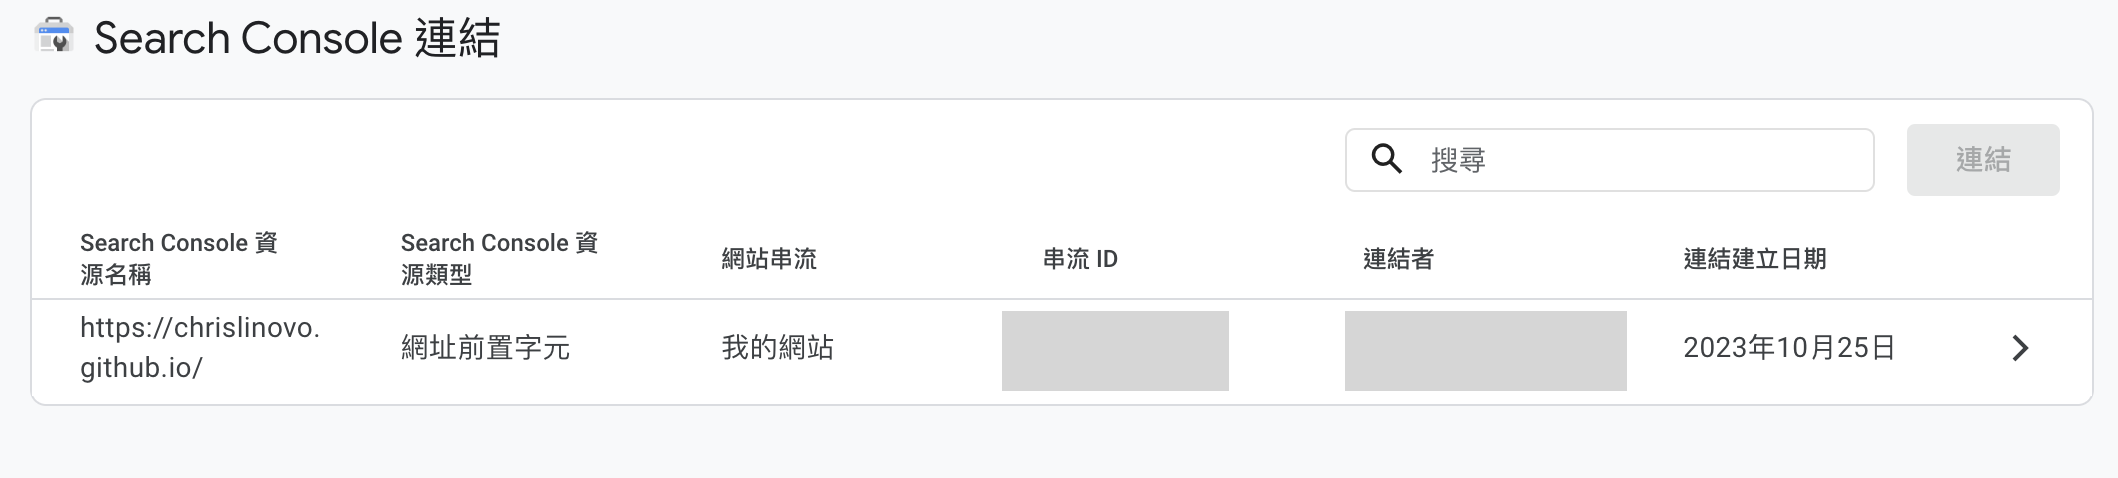 Search Console 連結
搜尋
連結
Search Console 資
源名稱
Search Console 資
源類型
網站串流
串流 ID
連結者
連結建立日期
https://chrislinovo.
github.io/
網址前置字元
我的網站
2023年10月25日